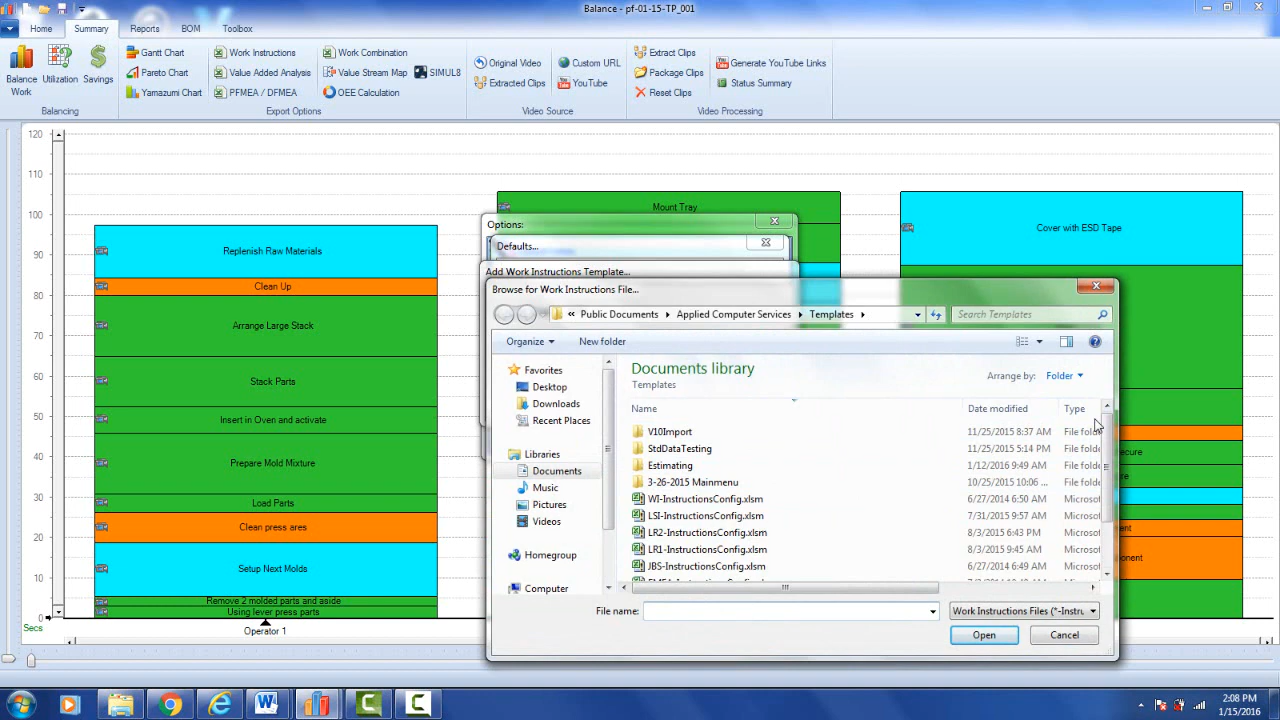 Balance - pf-01-15-TP_001
Home Summary Reports BOM Toolbox
Balance Work
Utilization
Savings
Balancing
Gantt Chart
Pareto Chart
Yamazumi Chart
Work Instructions
Value Added Analysis
PFMEA / DFMEA
Work Combination
Value Stream Map
OEE Calculation
SIMUL8
Export Options
Original Video
Extracted Clips
Custom URL
YouTube
Video Source
Extract Clips
Package Clips
Reset Clips
Generate YouTube Links
Status Summary
Video Processing
120
110
100
90
80
70
60
50
40
30
20
10
0
Secs
Replenish Raw Materials
Clean Up
Arrange Large Stack
Stack Parts
Insert in Oven and activate
Prepare Mold Mixture
Load Parts
Clean press ares
Setup Next Molds
Remove 2 molded parts and aside
Using lever press parts
Operator 1
Mount Tray
Cover with ESD Tape
Options:
Defaults...
Add Work Instructions Template...
Browse for Work Instructions File...
« Public Documents Applied Computer Services Templates
Search Templates
Organize New folder
Favorites
Desktop
Downloads
Recent Places
Libraries
Documents
Music
Pictures
Videos
Homegroup
Computer
Documents library
Templates
Arrange by: Folder
Name Date modified Type
V10Import 11/25/2015 8:37 AM File folde
StdDataTesting 11/25/2015 5:14 PM File folde
Estimating 1/12/2016 9:49 AM File folde
3-26-2015 Mainmenu 10/25/2015 10:06 ... File folde
WI-InstructionsConfig.xlsm 6/27/2014 6:50 AM Microsof
LSI-InstructionsConfig.xlsm 7/31/2015 9:57 AM Microsof
LR2-InstructionsConfig.xlsm 8/3/2015 6:43 PM Microsof
LR1-InstructionsConfig.xlsm 8/3/2015 9:45 AM Microsof
JBS-InstructionsConfig.xlsm 6/27/2014 6:49 AM Microsof
File name:
Work Instructions Files (*-Instru
Open Cancel
2:08 PM
1/15/2016